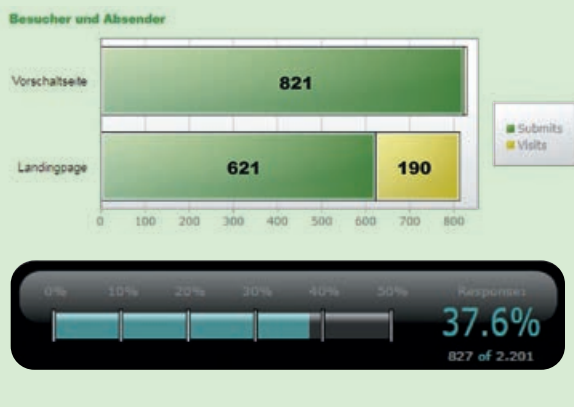 Besucher und Absender
Vorschaltseite
821
Landingpage
621
190
0 100 200 300 400 500 600 700 800
Submits
Visits
0% 10% 20% 30% 40% 50% Response:
37.6%
827 of 2.201